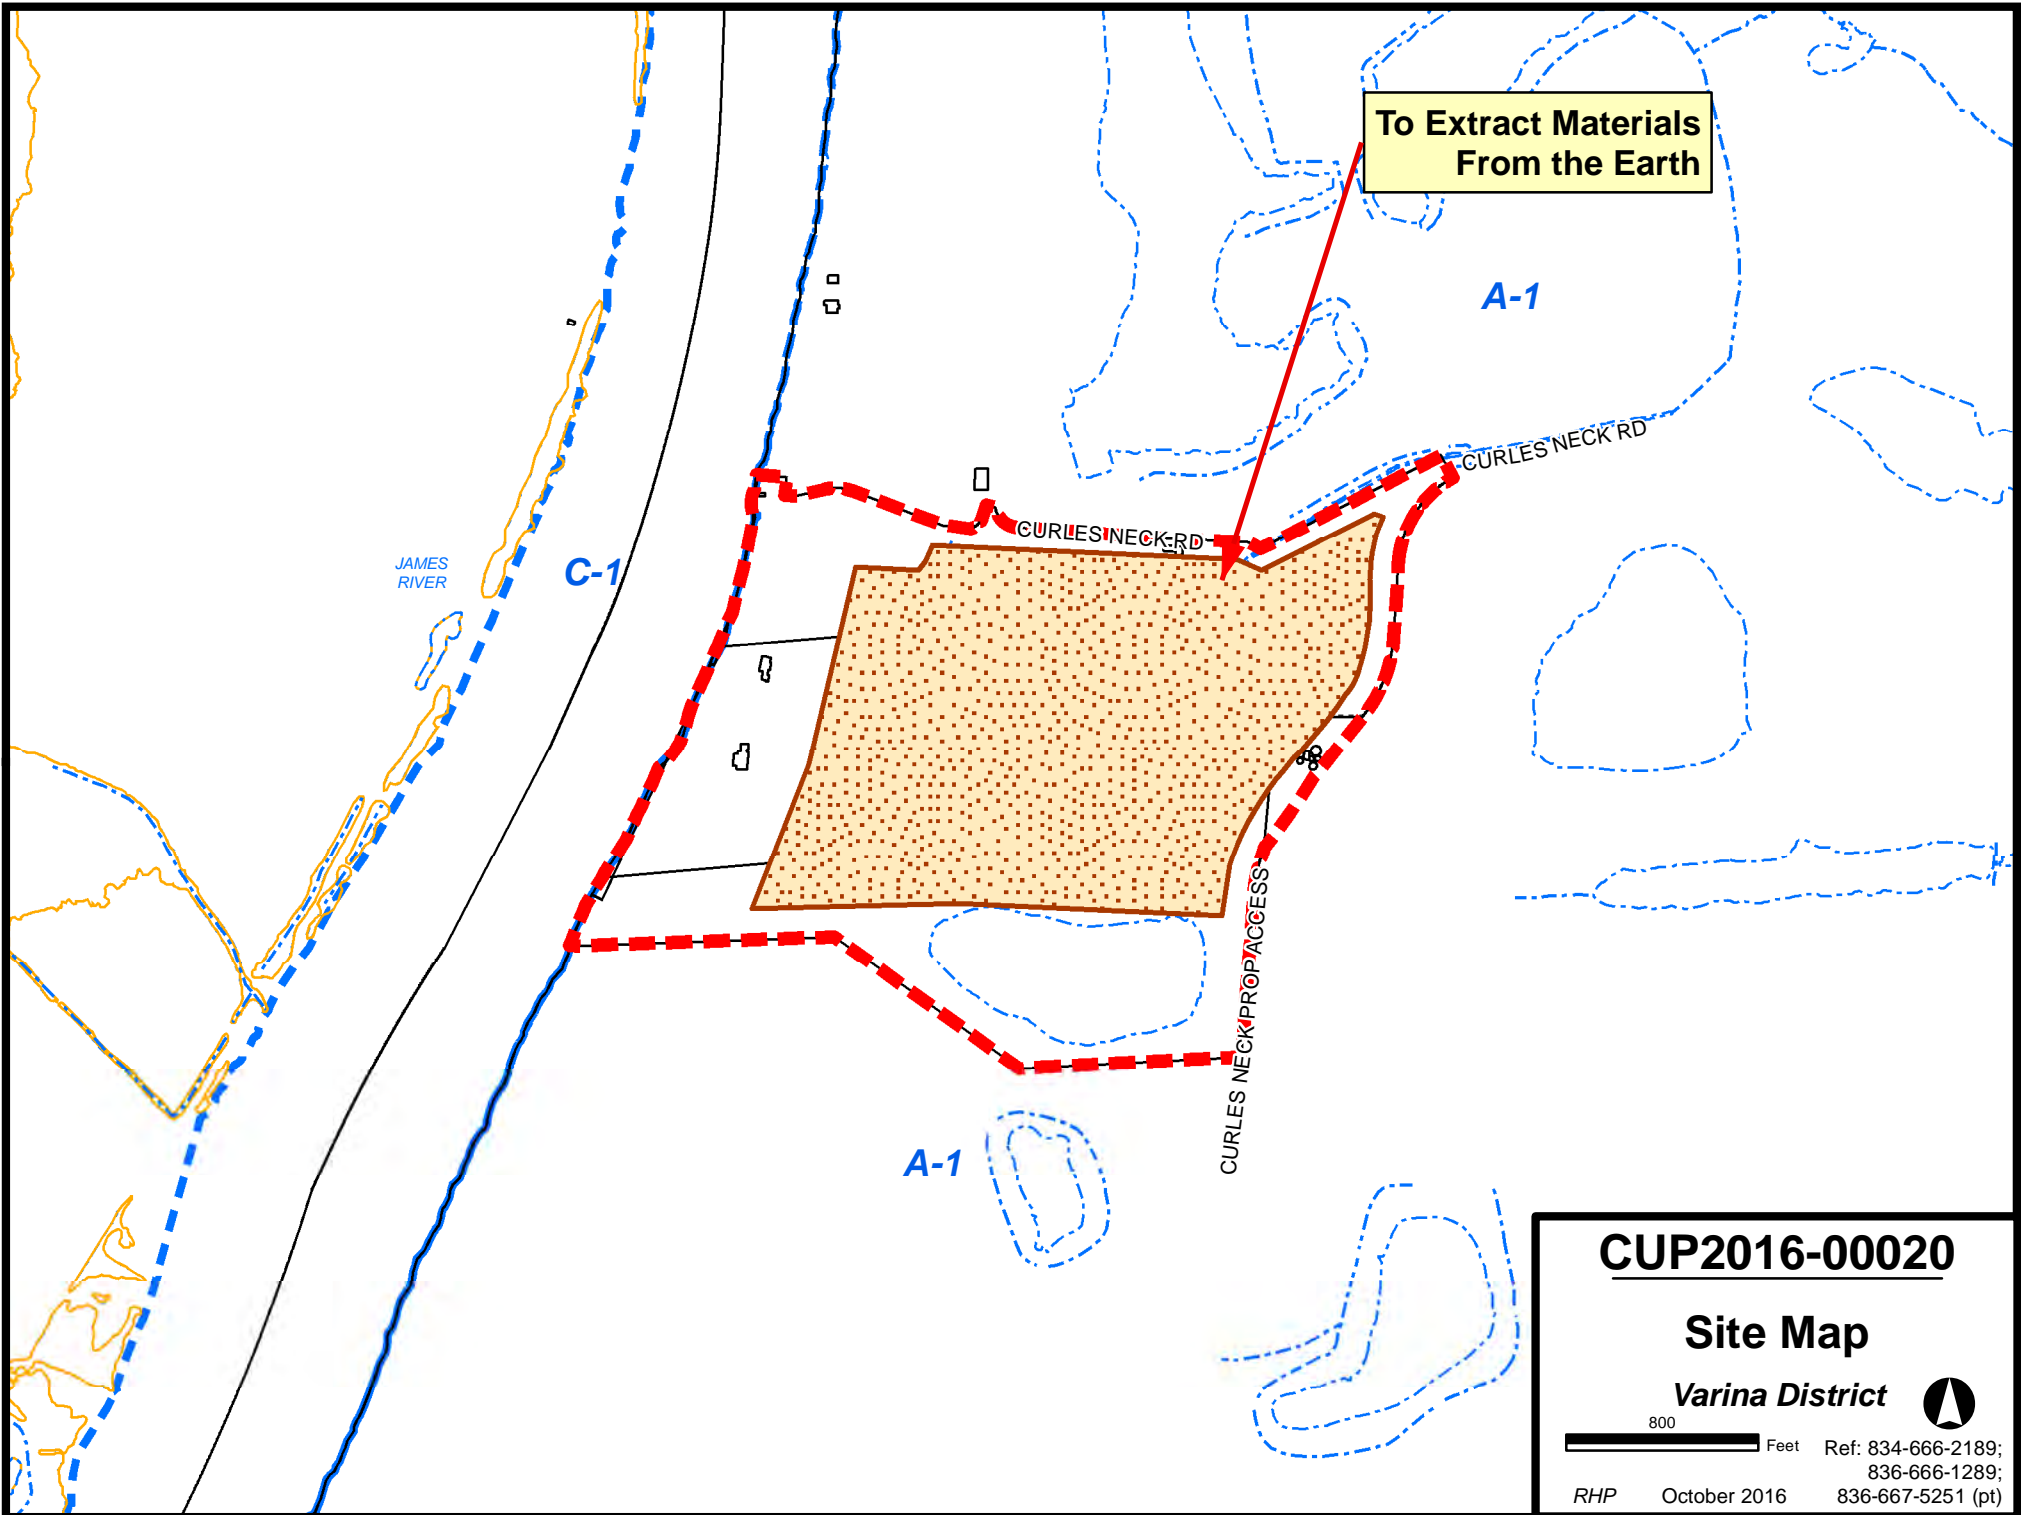 To Extract Materials
From the Earth
A-1
CURLES NECK RD
CURLES NECK RD
JAMES
RIVER
C-1
CURLES NECK PROP ACCESS
A-1
CUP2016-00020
Site Map
Varina District
800
Feet
Ref: 834-666-2189;
836-666-1289;
836-667-5251 (pt)
RHP
October 2016